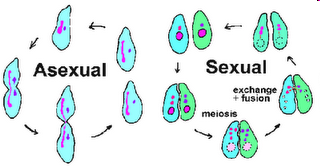 Asexual
Sexual
exchange
+ fusion
meiosis